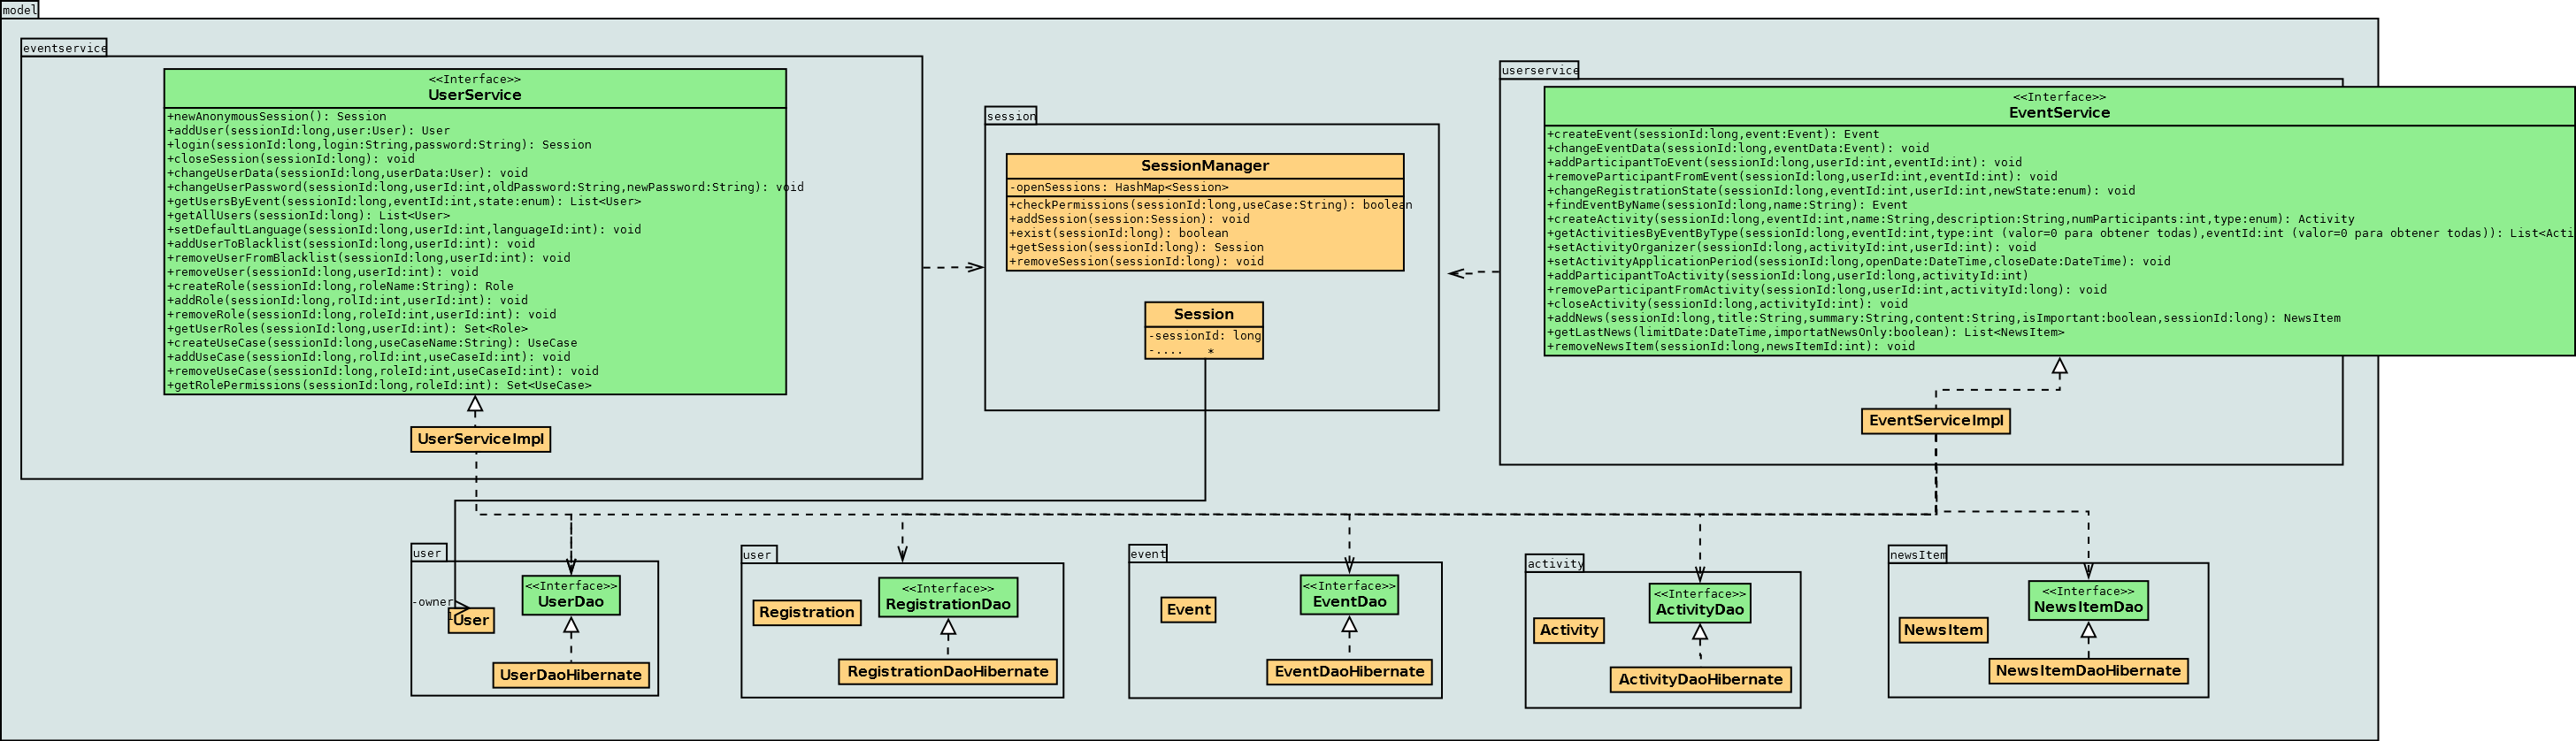 model
eventservice
<<Interface>>
UserService
+newAnonymousSession(): Session
+addUser(sessionId:long,user:User): User
+login(sessionId:long,login:String,password:String): Session
+closeSession(sessionId:long): void
+changeUserData(sessionId:long,userData:User): void
+changeUserPassword(sessionId:long,userId:int,oldPassword:String,newPassword:String): void
+getUsersByEvent(sessionId:long,eventId:int,state:enum): List<User>
+getAllUsers(sessionId:long): List<User>
+setDefaultLanguage(sessionId:long,userId:int,languageId:int): void
+addUserToBlacklist(sessionId:long,userId:int): void
+removeUserFromBlacklist(sessionId:long,userId:int): void
+removeUser(sessionId:long,userId:int): void
+createRole(sessionId:long,roleName:String): Role
+addRole(sessionId:long,rolId:int,userId:int): void
+removeRole(sessionId:long,roleId:int,userId:int): void
+getUserRoles(sessionId:long,userId:int): Set<Role>
+createUseCase(sessionId:long,useCaseName:String): UseCase
+addUseCase(sessionId:long,rolId:int,useCaseId:int): void
+removeUseCase(sessionId:long,roleId:int,useCaseId:int): void
+getRolePermissions(sessionId:long,roleId:int): Set<UseCase>
UserServiceImpl
session
SessionManager
-openSessions: HashMap<Session>
+checkPermissions(sessionId:long,useCase:String): boolean
+addSession(session:Session): void
+exist(sessionId:long): boolean
+getSession(sessionId:long): Session
+removeSession(sessionId:long): void
Session
-sessionId: long
-....
*
userservice
<<Interface>>
EventService
+createEvent(sessionId:long,event:Event): Event
+changeEventData(sessionId:long,eventData:Event): void
+addParticipantToEvent(sessionId:long,userId:int,eventId:int): void
+removeParticipantFromEvent(sessionId:long,userId:int,eventId:int): void
+changeRegistrationState(sessionId:long,eventId:int,userId:int,newState:enum): void
+findEventByName(sessionId:long,name:String): Event
+createActivity(sessionId:long,eventId:int,name:String,description:String,numParticipants:int,type:enum): Activity
+getActivitiesByEventByType(sessionId:long,eventId:int,type:int (valor=0 para obtener todas),eventId:int (valor=0 para obtener todas)): List<Acti
+setActivityOrganizer(sessionId:long,activityId:int,userId:int): void
+setActivityApplicationPeriod(sessionId:long,openDate:DateTime,closeDate:DateTime): void
+addParticipantToActivity(sessionId:long,userId:long,activityId:int)
+removeParticipantFromActivity(sessionId:long,userId:int,activityId:long): void
+closeActivity(sessionId:long,activityId:int): void
+addNews(sessionId:long,title:String,summary:String,content:String,isImportant:boolean,sessionId:long): NewsItem
+getLastNews(limitDate:DateTime,importatNewsOnly:boolean): List<NewsItem>
+removeNewsItem(sessionId:long,newsItemId:int): void
EventServiceImpl
user
<<Interface>>
UserDao
-owner
1
User
UserDaoHibernate
user
<<Interface>>
RegistrationDao
Registration
RegistrationDaoHibernate
event
<<Interface>>
EventDao
Event
EventDaoHibernate
activity
<<Interface>>
ActivityDao
Activity
ActivityDaoHibernate
newsItem
<<Interface>>
NewsItemDao
NewsItem
NewsItemDaoHibernate